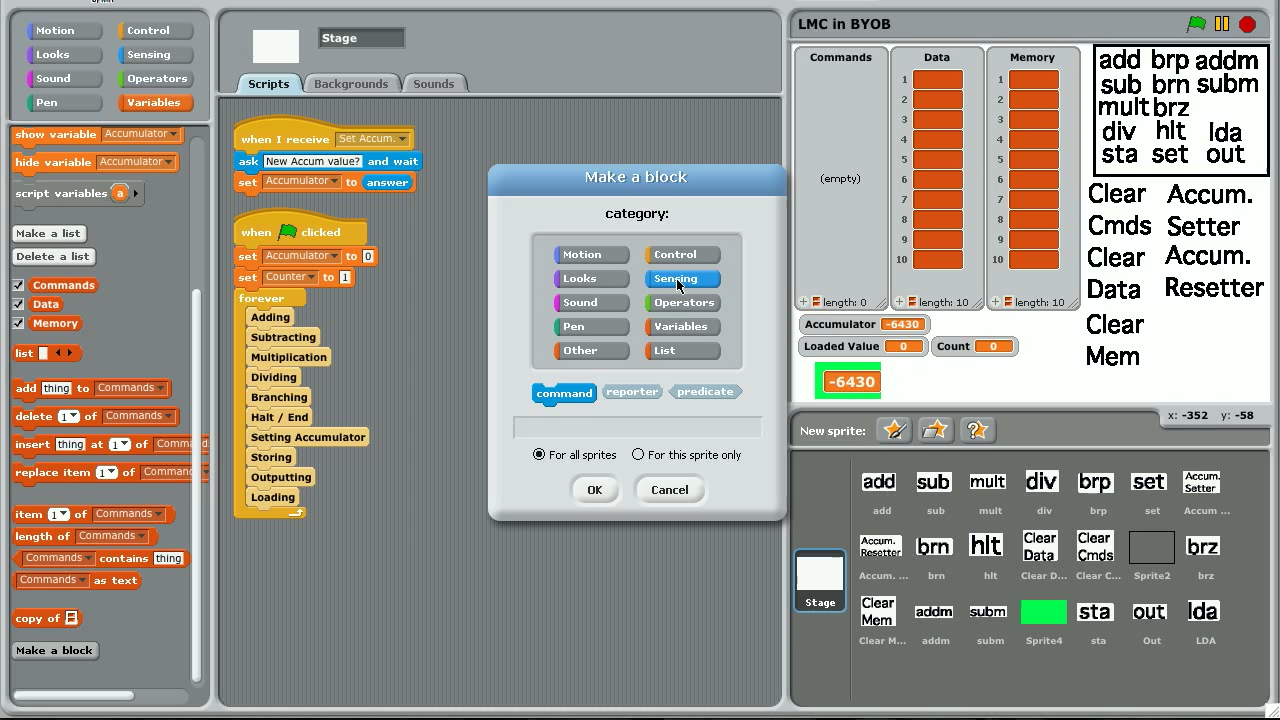 Motion Control
Looks Sensing
Sound Operators
Pen Variables
show variable Accumulator
hide variable Accumulator
script variables a
Make a list
Delete a list
Commands
Data
Memory
list
add thing to Commands
delete 1 of Commands
insert thing at 1 of Comma
replace item 1 of Command
item 1 of Commands
length of Commands
Commands contains thing
Commands as text
copy of
Make a block
Stage
Scripts Backgrounds Sounds
when I receive Set Accum.
ask New Accum value? and wait
set Accumulator to answer
when clicked
set Accumulator to 0
set Counter to 1
forever
Adding
Subtracting
Multiplication
Dividing
Branching
Halt / End
Setting Accumulator
Storing
Outputting
Loading
Make a block
category:
Motion Control
Looks Sensing
Sound Operators
Pen Variables
Other List
command reporter predicate
For all sprites For this sprite only
OK Cancel
LMC in BYOB
Commands
(empty)
length: 0
Data
1
2
3
4
5
6
7
8
9
10
length: 10
Memory
1
2
3
4
5
6
7
8
9
10
length: 10
Accumulator -6430
Loaded Value 0 Count 0
-6430
add brp addm
sub brn subm
mult brz
div hlt lda
sta set out
Clear
Cmds
Clear
Data
Clear
Mem
Accum.
Setter
Accum.
Resetter
x: -352 y: -58
New sprite:
Stage
add sub mult div brp set Accum.
Setter
add sub mult div brp set Accum ...
Accum.
Resetter brn hlt Clear
Data Clear
Cmds brz
Accum. ... brn hlt Clear D... Clear C... Sprite2 brz
Clear
Mem addm subm sta out lda
Clear M... addm subm Sprite4 sta Out LDA